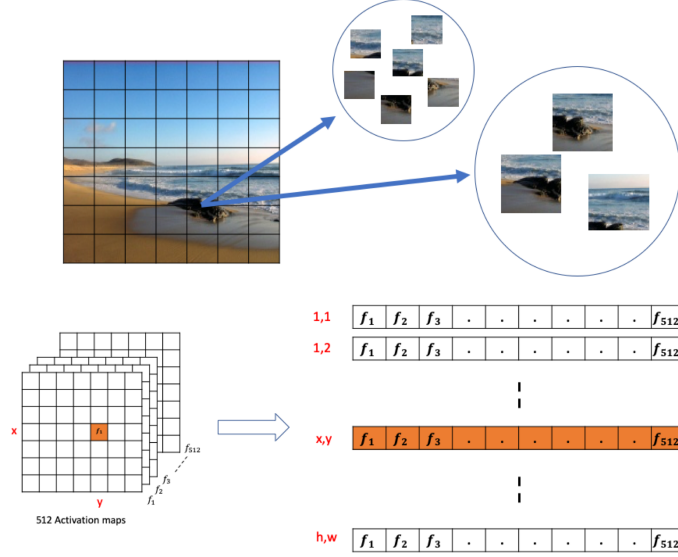 1,1 f₁ f₂ f₃ . . . . . . f₅₁₂
1,2 f₁ f₂ f₃ . . . . . . f₅₁₂
x,y f₁ f₂ f₃ . . . . . . f₅₁₂
h,w f₁ f₂ f₃ . . . . . . f₅₁₂
x
f₁
f₅₁₂
f₃
f₂
f₁
y
512 Activation maps